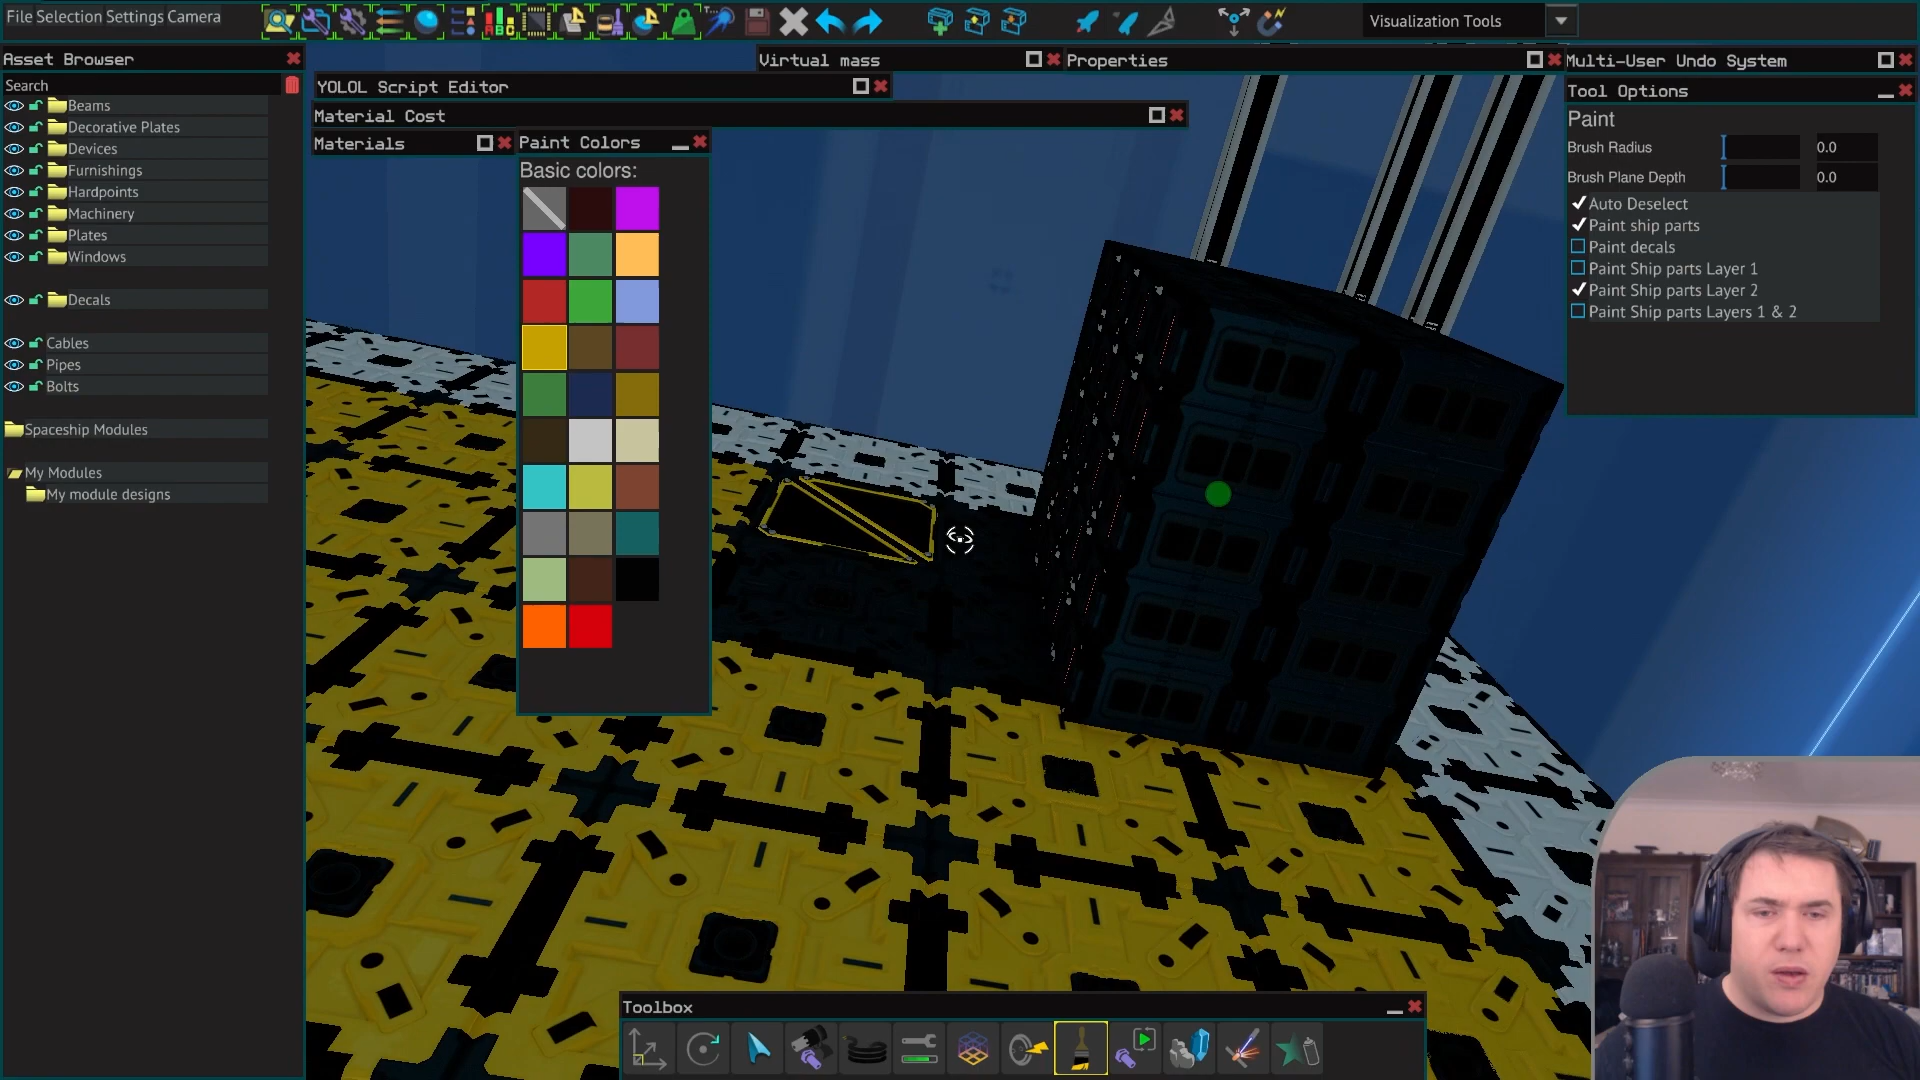 File Selection Settings Camera
Visualization Tools
Asset Browser
Search
Beams
Decorative Plates
Devices
Furnishings
Hardpoints
Machinery
Plates
Windows
Decals
Cables
Pipes
Bolts
Spaceship Modules
My Modules
My module designs
Virtual mass
Properties
YOLOL Script Editor
Material Cost
Materials
Paint Colors
Basic colors:
Multi-User Undo System
Tool Options
Paint
Brush Radius 0.0
Brush Plane Depth 0.0
Auto Deselect
Paint ship parts
Paint decals
Paint Ship parts Layer 1
Paint Ship parts Layer 2
Paint Ship parts Layers 1 & 2
Toolbox